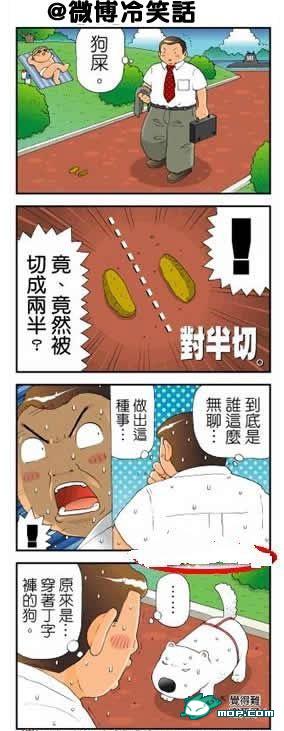 @微博冷笑話
狗屎。
！
竟、竟然被
切成兩半？
對半切。
到底是
誰這麼
無聊…
做出這
種事…
！
……
原來是…
穿著丁字
褲的狗。
覺得難
mop.com